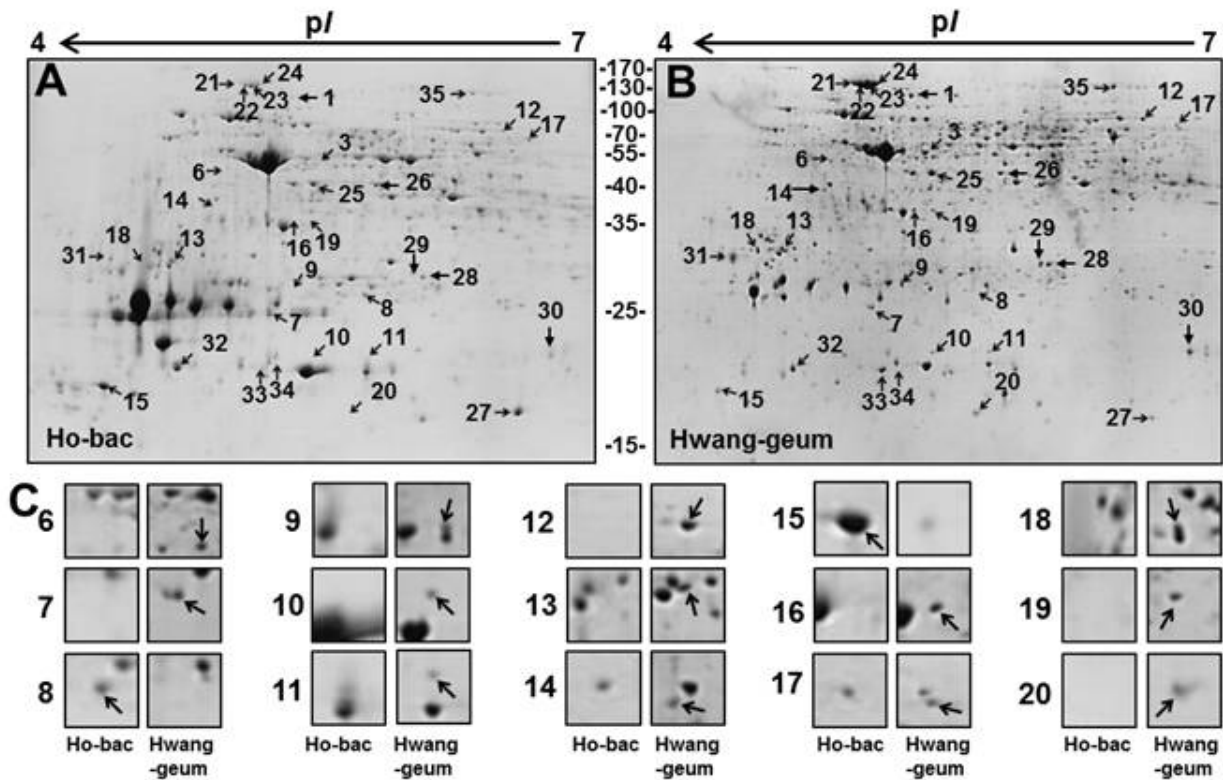 pI
4 7
A
21 24 22 23 1 35 12 17
3
6 25 26
14
18 13 16 19 29
31 9 28
8 30
7
32 10 11
33 34
15 20 27
Ho-bac
-170-
-130-
-100-
-70-
-55-
-40-
-35-
-25-
-15-
pI
4 7
B
21 24 22 23 1 35 12 17
3
6 25 26
14
18 13 16 19 29
31 9 28
8 30
7
32 10 11
33 34
15 20 27
Hwang-geum
C
6 9 12 15 18
7 10 13 16 19
8 11 14 17 20
Ho-bac Hwang Ho-bac Hwang Ho-bac Hwang Ho-bac Hwang Ho-bac Hwang
-geum -geum -geum -geum -geum